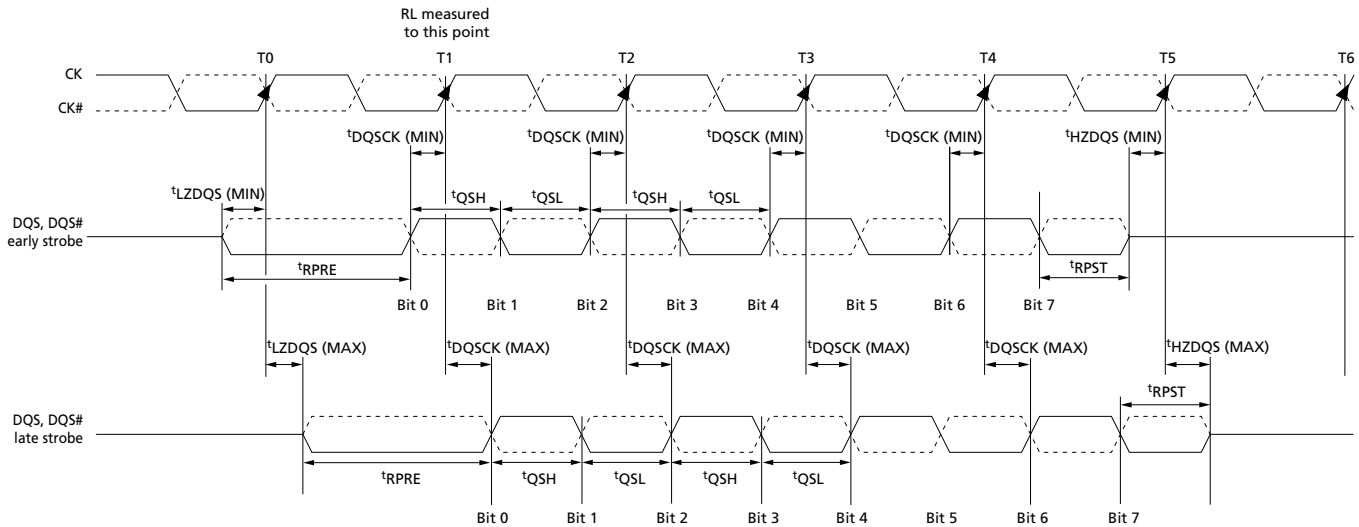 RL measured
to this point
T0 T1 T2 T3 T4 T5 T6
CK
CK#
tDQSCK (MIN) tDQSCK (MIN) tDQSCK (MIN) tDQSCK (MIN) tHZDQS (MIN)
tLZDQS (MIN)
tQSH tQSL tQSH tQSL
DQS, DQS#
early strobe
tRPRE tRPST
Bit 0 Bit 1 Bit 2 Bit 3 Bit 4 Bit 5 Bit 6 Bit 7
tLZDQS (MAX) tDQSCK (MAX) tDQSCK (MAX) tDQSCK (MAX) tDQSCK (MAX) tHZDQS (MAX)
tRPST
DQS, DQS#
late strobe
tRPRE tQSH tQSL tQSH tQSL
Bit 0 Bit 1 Bit 2 Bit 3 Bit 4 Bit 5 Bit 6 Bit 7